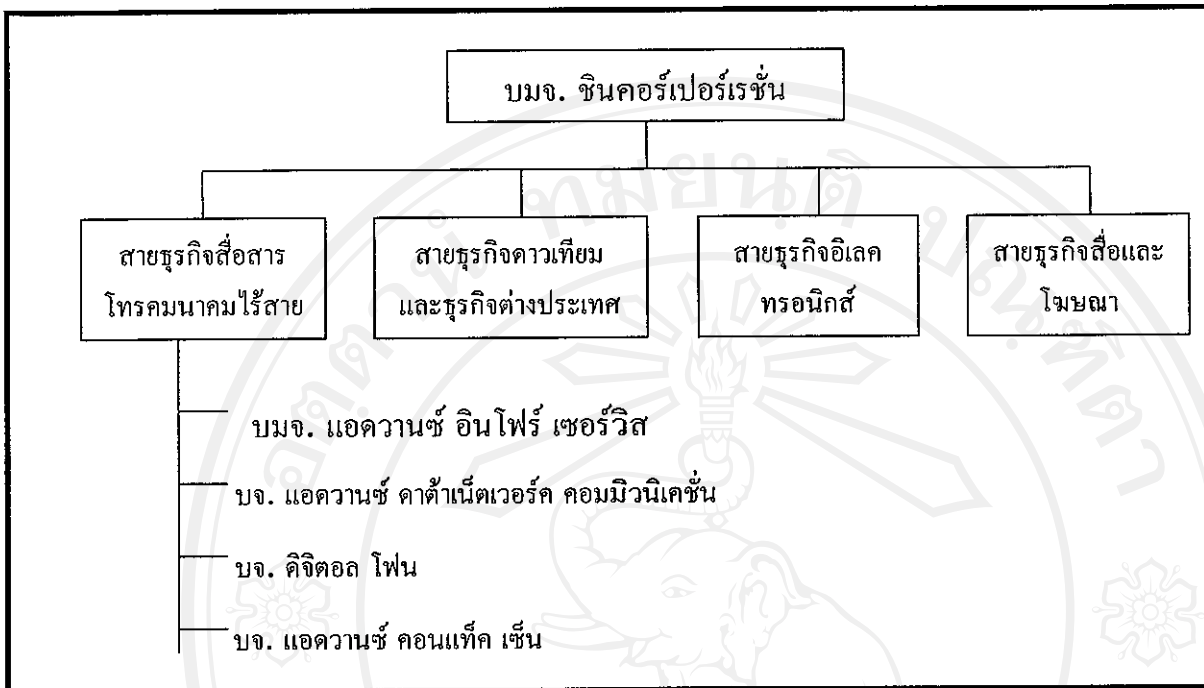 บมจ. ชินคอร์เปอร์เรชั่น
สายธุรกิจสื่อสาร
โทรคมนาคมไร้สาย
สายธุรกิจดาวเทียม
และธุรกิจต่างประเทศ
สายธุรกิจอิเลค
ทรอนิกส์
สายธุรกิจสื่อและ
โฆษณา
บมจ. แอดวานซ์ อินโฟร์ เซอร์วิส
บจ. แอดวานซ์ ดาต้าเน็ตเวอร์ค คอมมิวนิเคชั่น
บจ. ดิจิตอล โฟน
บจ. แอดวานซ์ คอนแท็ค เซ็น